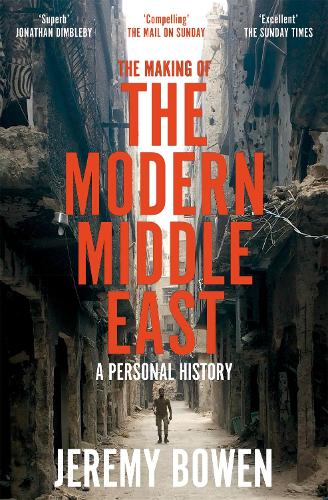 'Superb'
JONATHAN DIMBLEBY
'Compelling'
THE MAIL ON SUNDAY
'Excellent'
THE SUNDAY TIMES
THE MAKING OF
THE
MODERN
MIDDLE
EAST
A PERSONAL HISTORY
JEREMY BOWEN